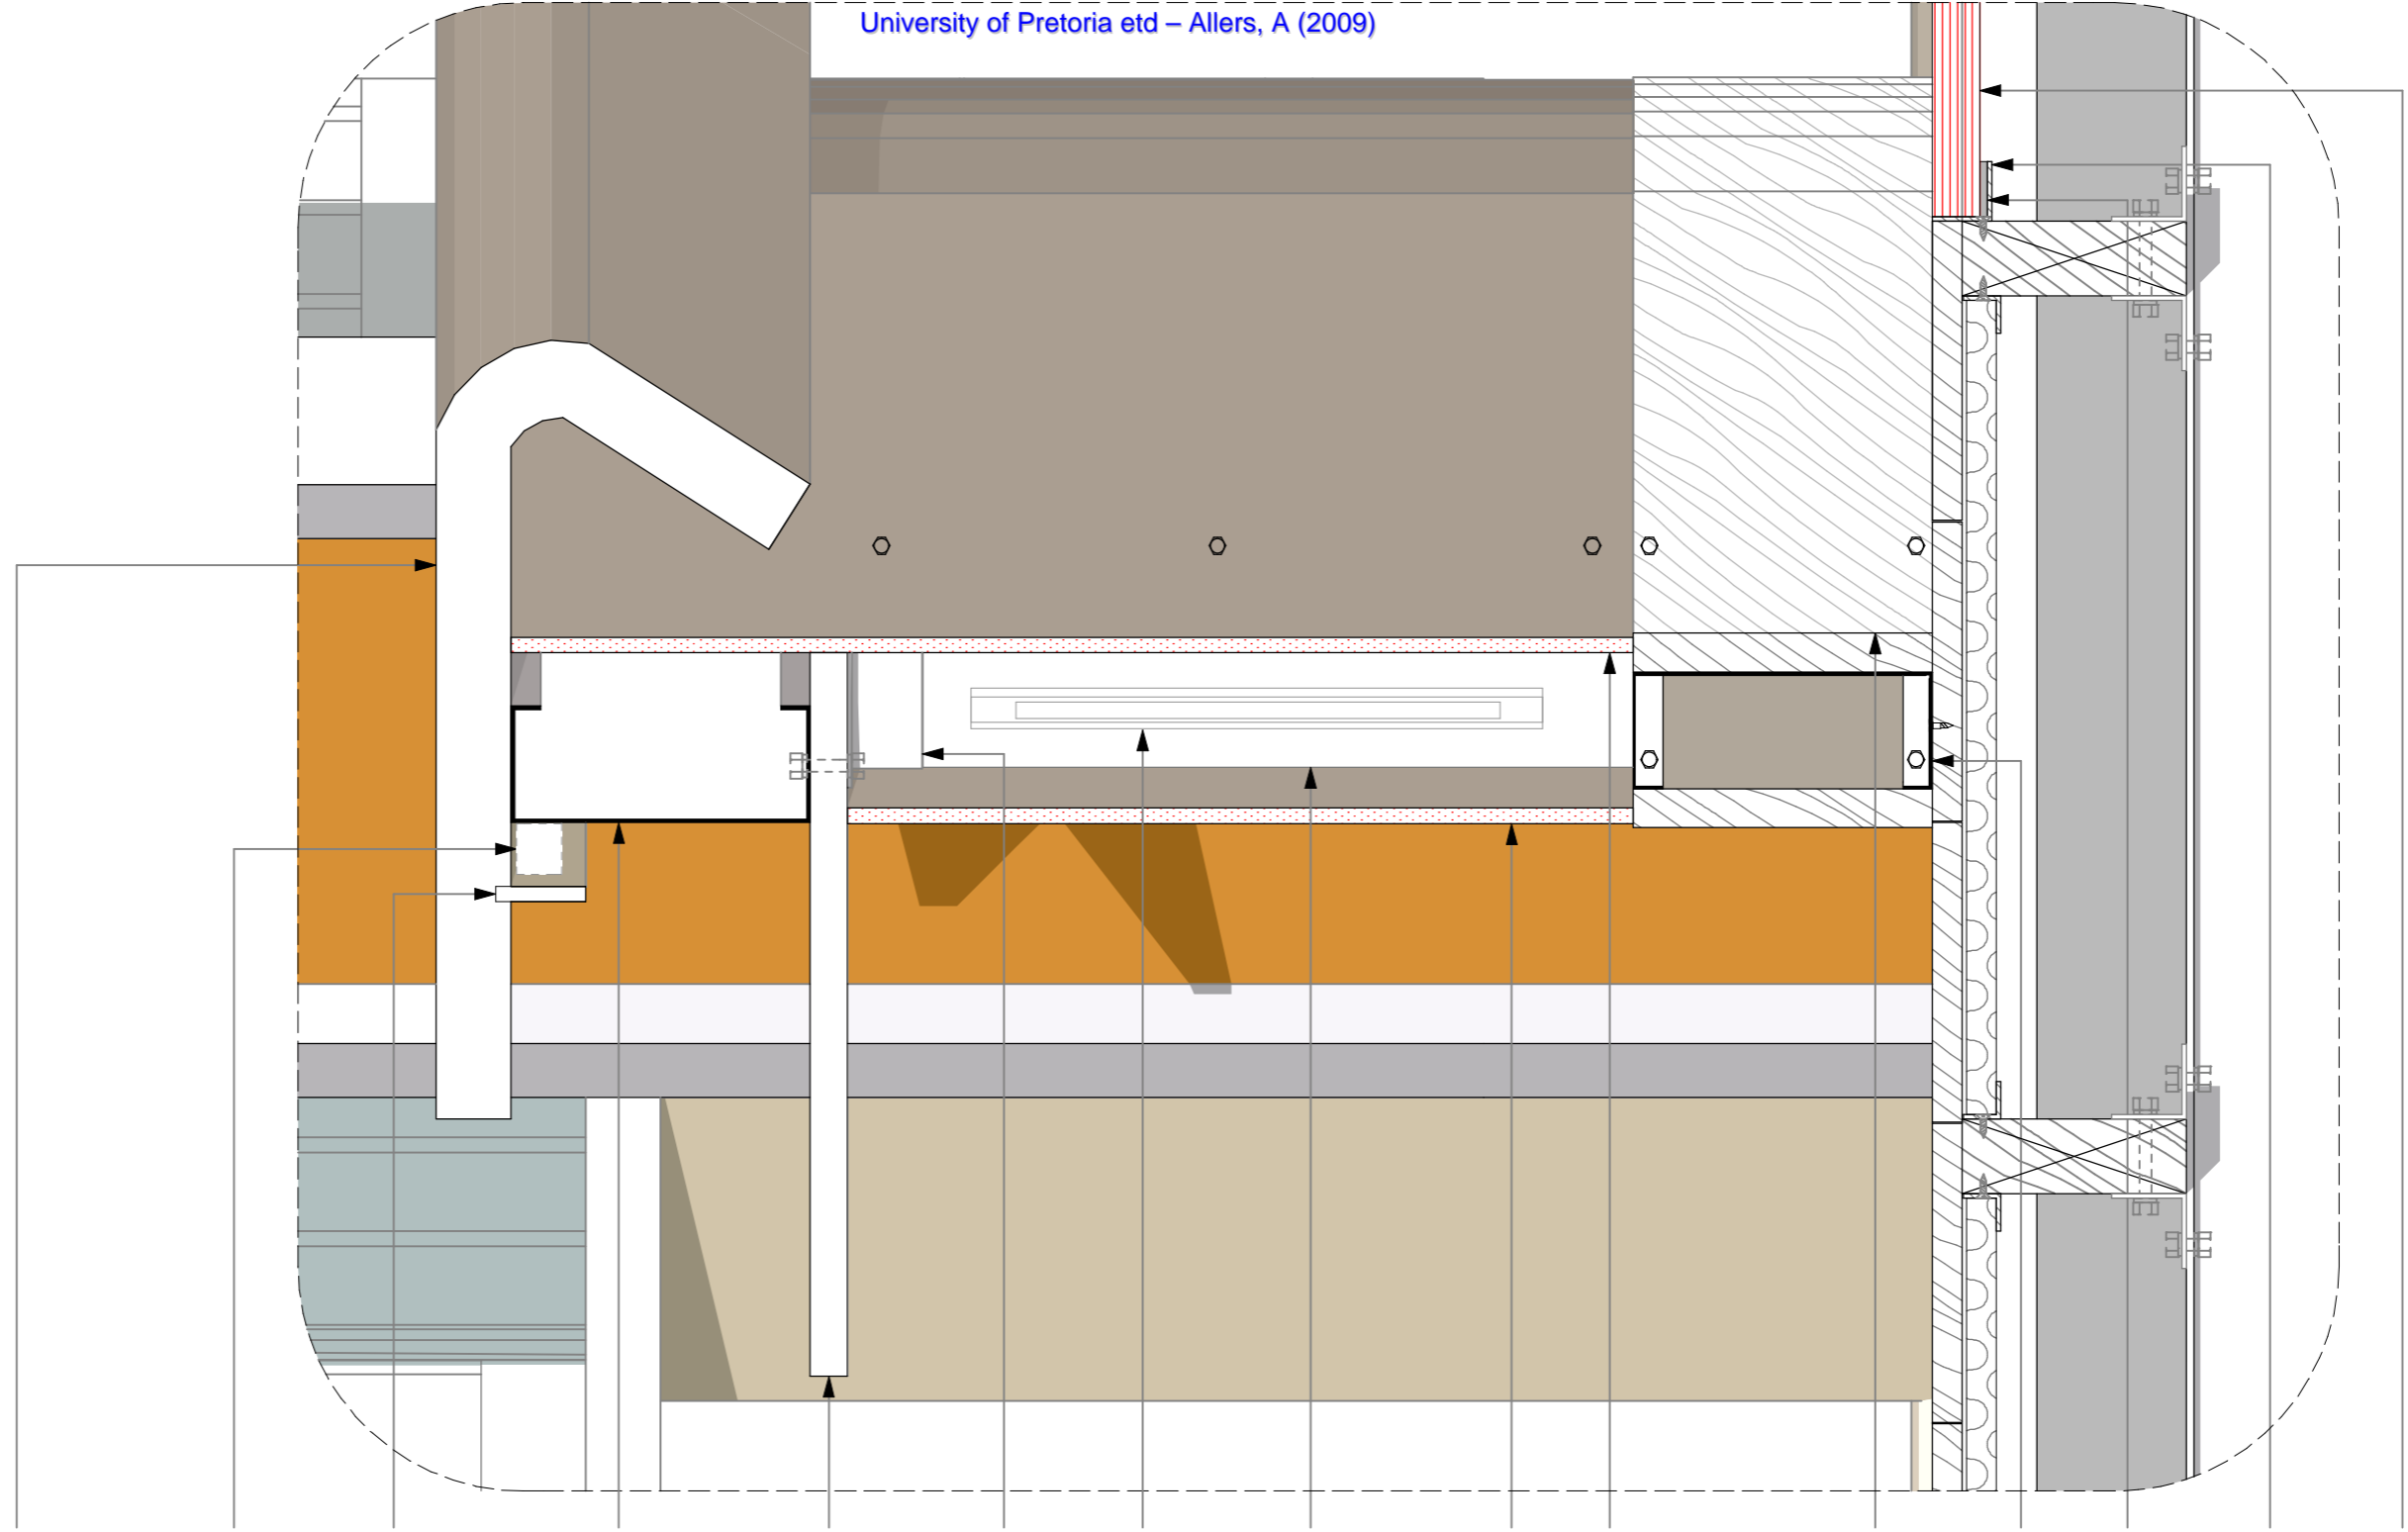 University of Pretoria etd – Allers, A (2009)